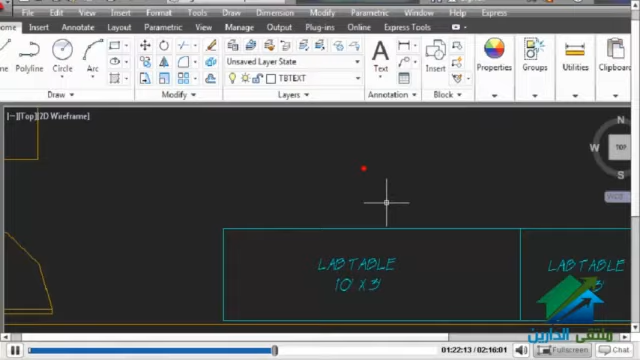 File Edit View Insert Format Tools Draw Dimension Modify Parametric Window Help Express
Home Insert Annotate Layout Parametric View Manage Output Plug-ins Online Express Tools
Unsaved Layer State
TBTEXT
Polyline Circle Arc Text Insert Properties Groups Utilities Clipboard
Draw Modify Layers Annotation Block
[−][Top][2D Wireframe]
N
W TOP
S
LAB TABLE
10' X 3'
LAB TABLE
3'
ملتقى الدارين
01:22:13 / 02:16:01 Fullscreen Chat